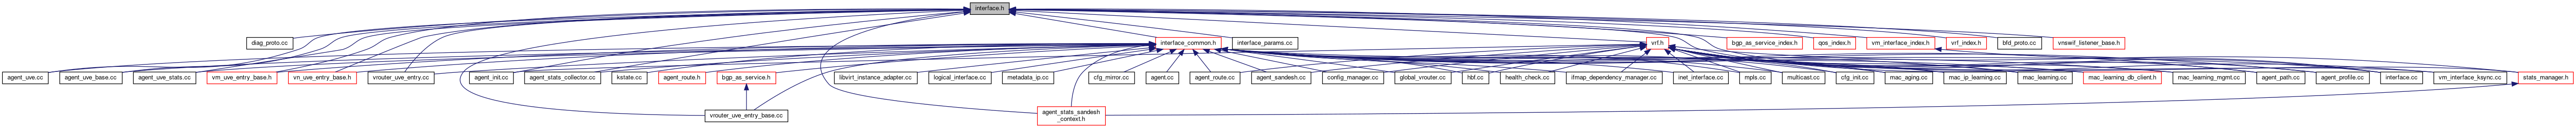 interface.h
diag_proto.cc
interface_common.h
interface_params.cc
vrf.h
bgp_as_service_index.h
qos_index.h
vm_interface_index.h
vrf_index.h
bfd_proto.cc
vnswif_listener_base.h
agent_uve.cc
agent_uve_base.cc
agent_uve_stats.cc
vm_uve_entry_base.h
vn_uve_entry_base.h
vrouter_uve_entry.cc
agent_init.cc
agent_stats_collector.cc
kstate.cc
agent_route.h
bgp_as_service.h
libvirt_instance_adapter.cc
logical_interface.cc
metadata_ip.cc
cfg_mirror.cc
agent.cc
agent_route.cc
agent_sandesh.cc
config_manager.cc
global_vrouter.cc
hbf.cc
health_check.cc
ifmap_dependency_manager.cc
inet_interface.cc
mpls.cc
multicast.cc
cfg_init.cc
mac_aging.cc
mac_ip_learning.cc
mac_learning.cc
mac_learning_db_client.h
mac_learning_mgmt.cc
agent_path.cc
agent_profile.cc
interface.cc
vm_interface_ksync.cc
stats_manager.h
vrouter_uve_entry_base.cc
agent_stats_sandesh
_context.h